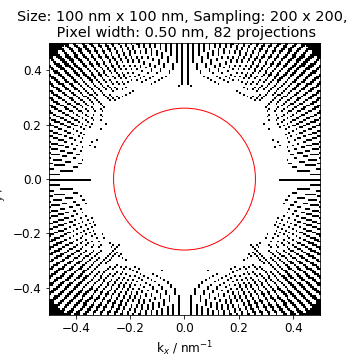 Size: 100 nm x 100 nm, Sampling: 200 x 200,
Pixel width: 0.50 nm, 82 projections
0.4
0.2
0.0
−0.2
−0.4
−0.4 −0.2 0.0 0.2 0.4
kₓ / nm⁻¹